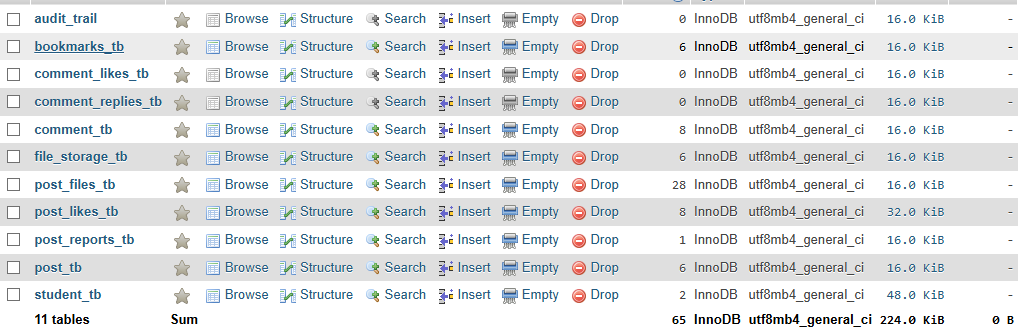 audit_trail Browse Structure Search Insert Empty Drop 0 InnoDB utf8mb4_general_ci 16.0 KiB -
bookmarks_tb Browse Structure Search Insert Empty Drop 6 InnoDB utf8mb4_general_ci 16.0 KiB -
comment_likes_tb Browse Structure Search Insert Empty Drop 0 InnoDB utf8mb4_general_ci 16.0 KiB -
comment_replies_tb Browse Structure Search Insert Empty Drop 0 InnoDB utf8mb4_general_ci 16.0 KiB -
comment_tb Browse Structure Search Insert Empty Drop 8 InnoDB utf8mb4_general_ci 16.0 KiB -
file_storage_tb Browse Structure Search Insert Empty Drop 6 InnoDB utf8mb4_general_ci 16.0 KiB -
post_files_tb Browse Structure Search Insert Empty Drop 28 InnoDB utf8mb4_general_ci 16.0 KiB -
post_likes_tb Browse Structure Search Insert Empty Drop 8 InnoDB utf8mb4_general_ci 32.0 KiB -
post_reports_tb Browse Structure Search Insert Empty Drop 1 InnoDB utf8mb4_general_ci 16.0 KiB -
post_tb Browse Structure Search Insert Empty Drop 6 InnoDB utf8mb4_general_ci 16.0 KiB -
student_tb Browse Structure Search Insert Empty Drop 2 InnoDB utf8mb4_general_ci 48.0 KiB -
11 tables Sum 65 InnoDB utf8mb4_general_ci 224.0 KiB 0 B